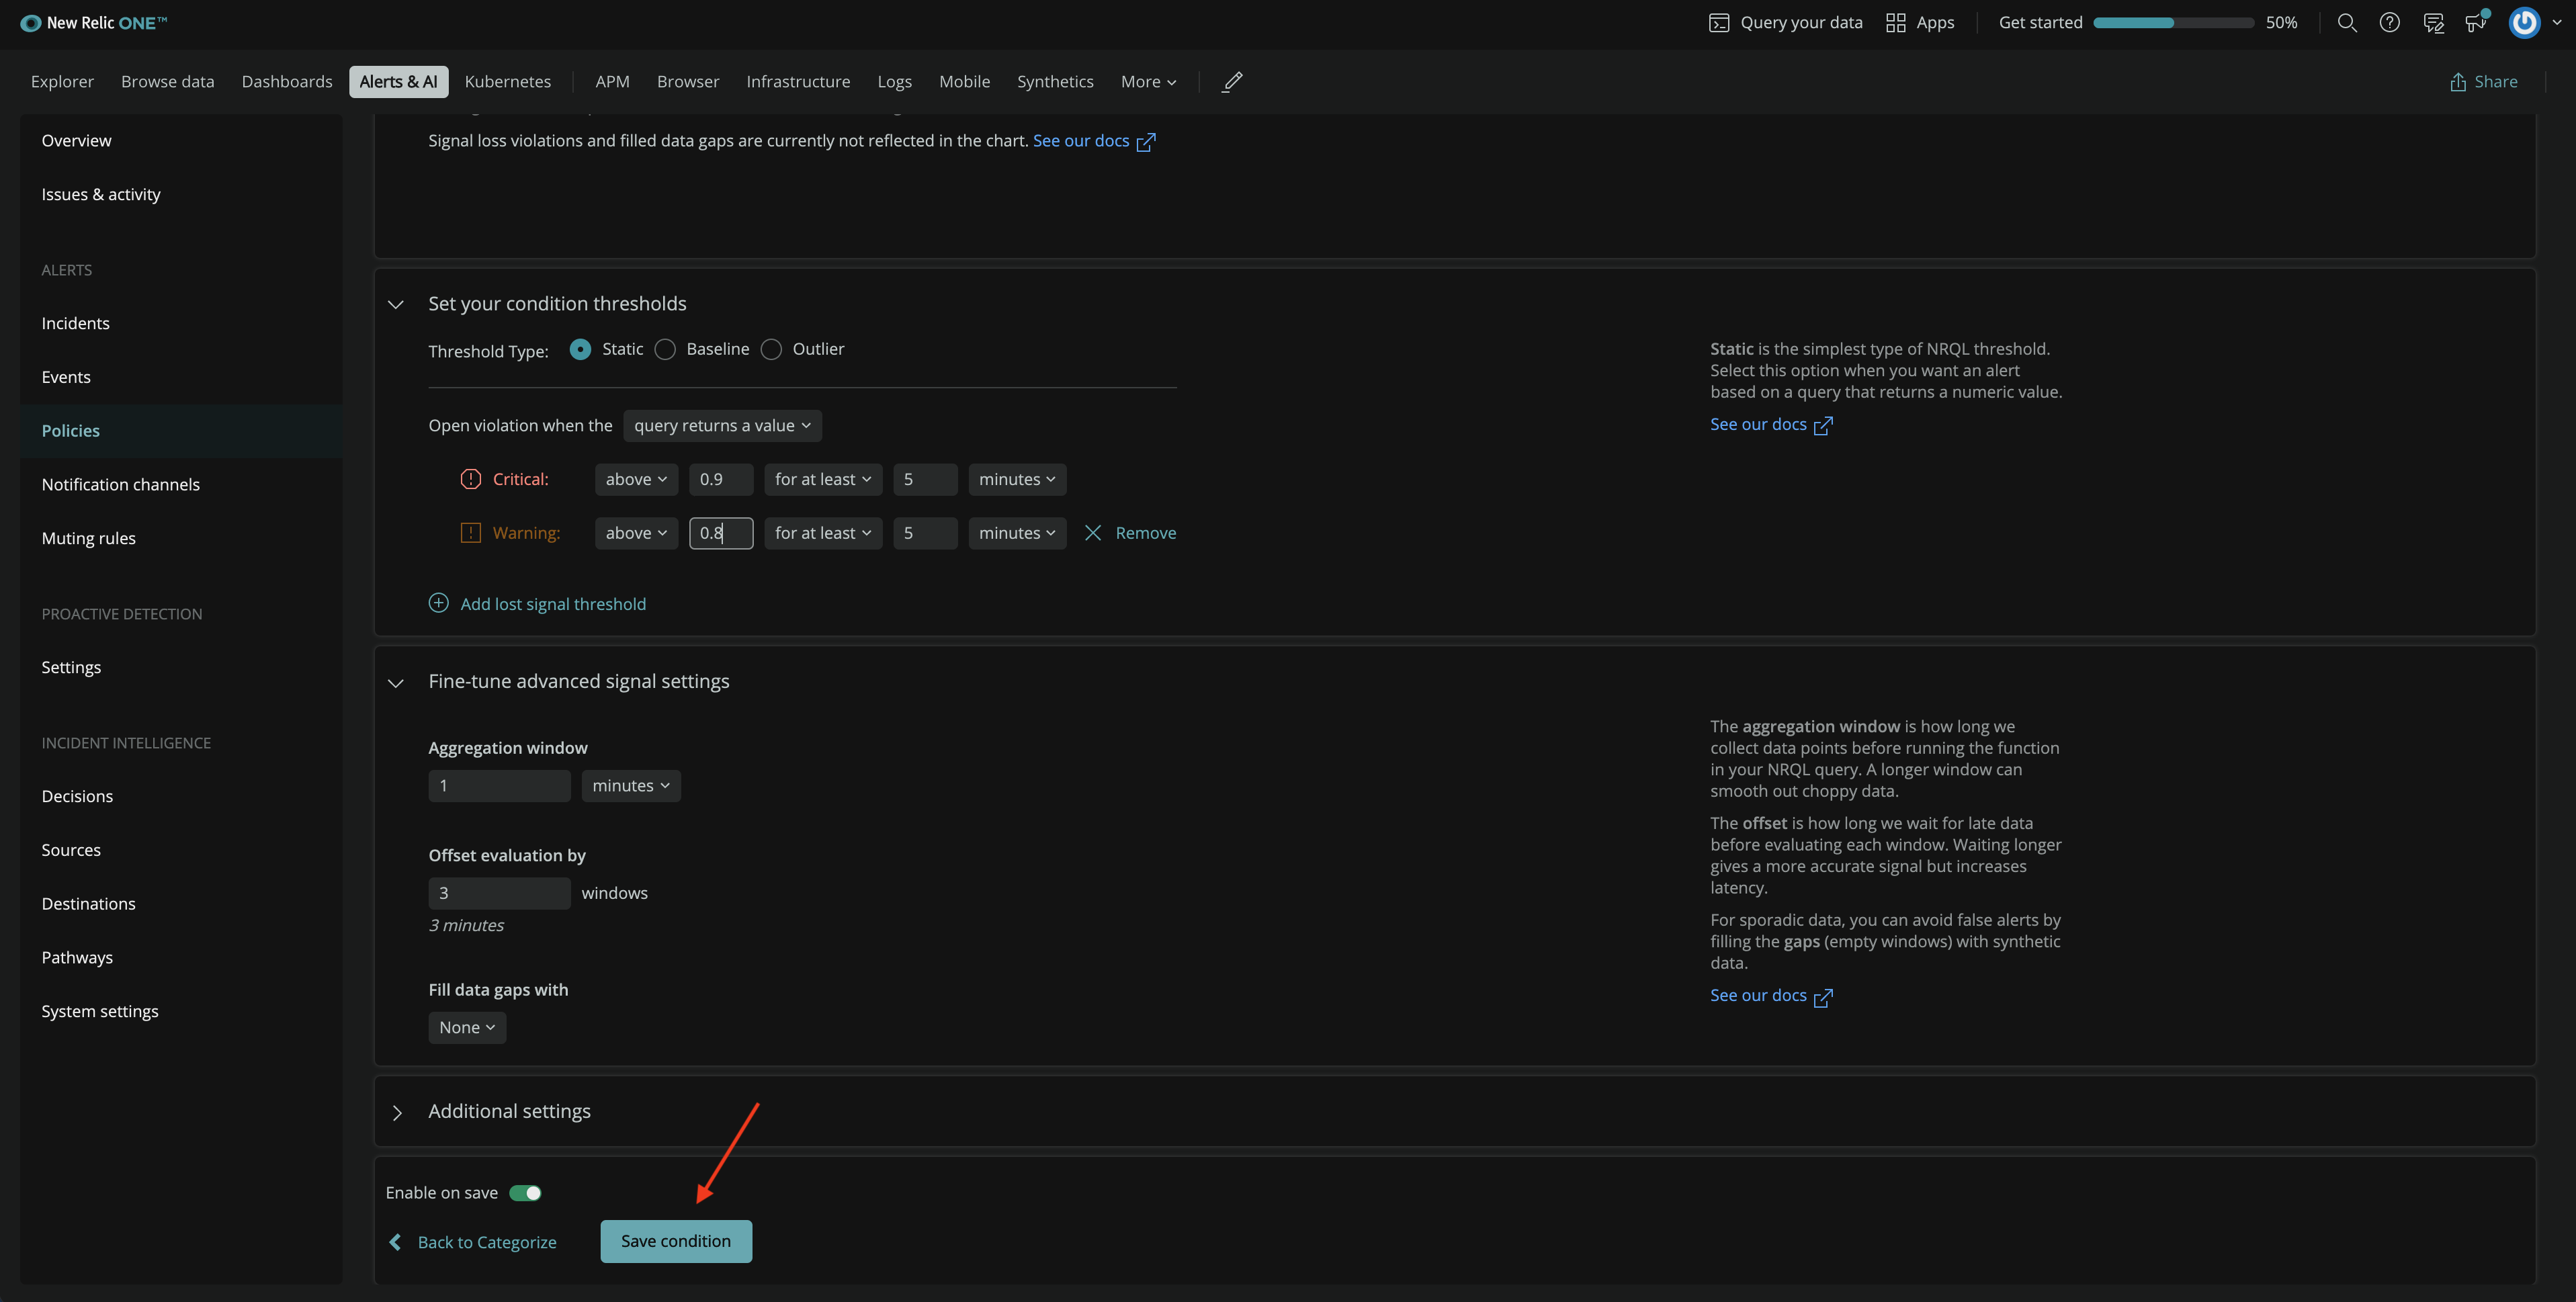 New Relic ONE™
Query your data
Apps
Get started
50%
Explorer
Browse data
Dashboards
Alerts & AI
Kubernetes
APM
Browser
Infrastructure
Logs
Mobile
Synthetics
More
Share
Overview
Issues & activity
ALERTS
Incidents
Events
Policies
Notification channels
Muting rules
PROACTIVE DETECTION
Settings
INCIDENT INTELLIGENCE
Decisions
Sources
Destinations
Pathways
System settings
Signal loss violations and filled data gaps are currently not reflected in the chart. See our docs
Set your condition thresholds
Threshold Type: Static Baseline Outlier
Open violation when the query returns a value
Critical: above 0.9 for at least 5 minutes
Warning: above 0.8 for at least 5 minutes Remove
Add lost signal threshold
Static is the simplest type of NRQL threshold.
Select this option when you want an alert
based on a query that returns a numeric value.
See our docs
Fine-tune advanced signal settings
Aggregation window
1 minutes
Offset evaluation by
3 windows
3 minutes
Fill data gaps with
None
The aggregation window is how long we
collect data points before running the function
in your NRQL query. A longer window can
smooth out choppy data.
The offset is how long we wait for late data
before evaluating each window. Waiting longer
gives a more accurate signal but increases
latency.
For sporadic data, you can avoid false alerts by
filling the gaps (empty windows) with synthetic
data.
See our docs
Additional settings
Enable on save
Back to Categorize
Save condition